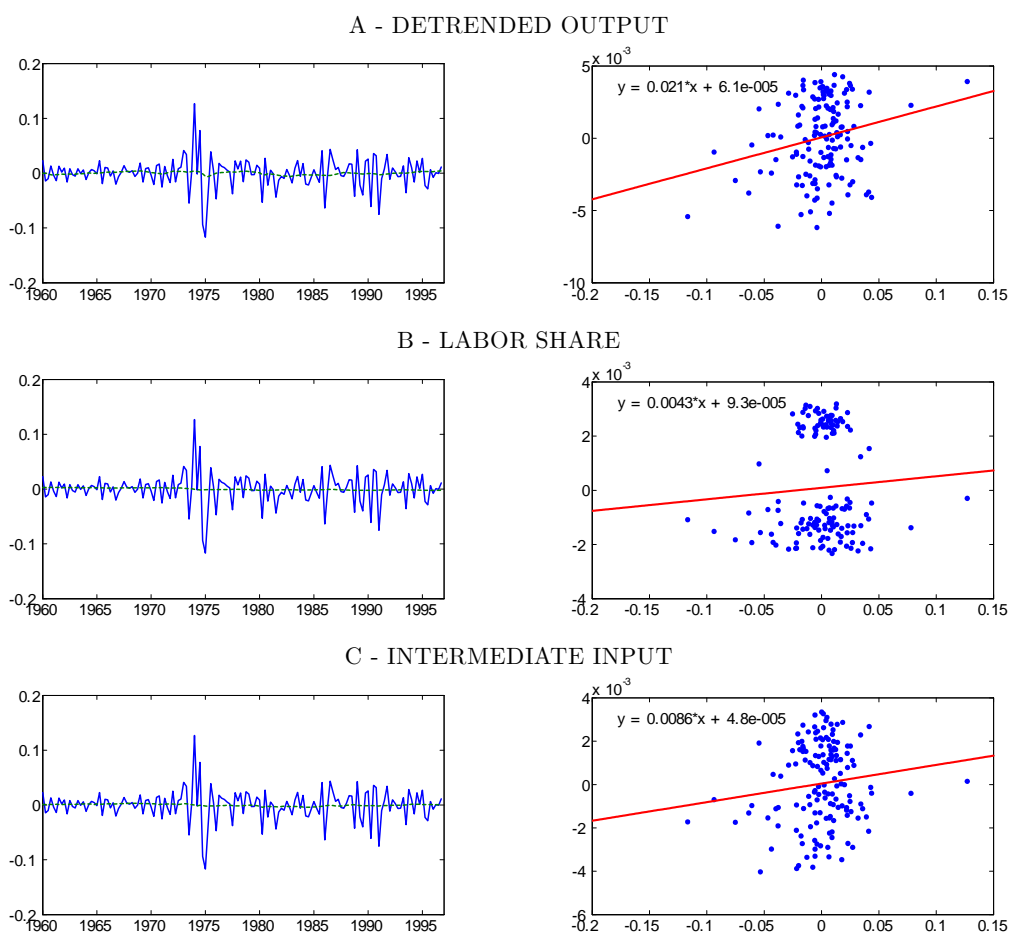 A - DETRENDED OUTPUT
0.2
0.1
0
-0.1
-0.2
1960 1965 1970 1975 1980 1985 1990 1995
x 10-3
y = 0.021*x + 6.1e-005
5
0
-5
-10
-0.2 -0.15 -0.1 -0.05 0 0.05 0.1 0.15
B - LABOR SHARE
0.2
0.1
0
-0.1
-0.2
1960 1965 1970 1975 1980 1985 1990 1995
x 10-3
y = 0.0043*x + 9.3e-005
4
2
0
-2
-4
-0.2 -0.15 -0.1 -0.05 0 0.05 0.1 0.15
C - INTERMEDIATE INPUT
0.2
0.1
0
-0.1
-0.2
1960 1965 1970 1975 1980 1985 1990 1995
x 10-3
y = 0.0086*x + 4.8e-005
4
2
0
-2
-4
-6
-0.2 -0.15 -0.1 -0.05 0 0.05 0.1 0.15